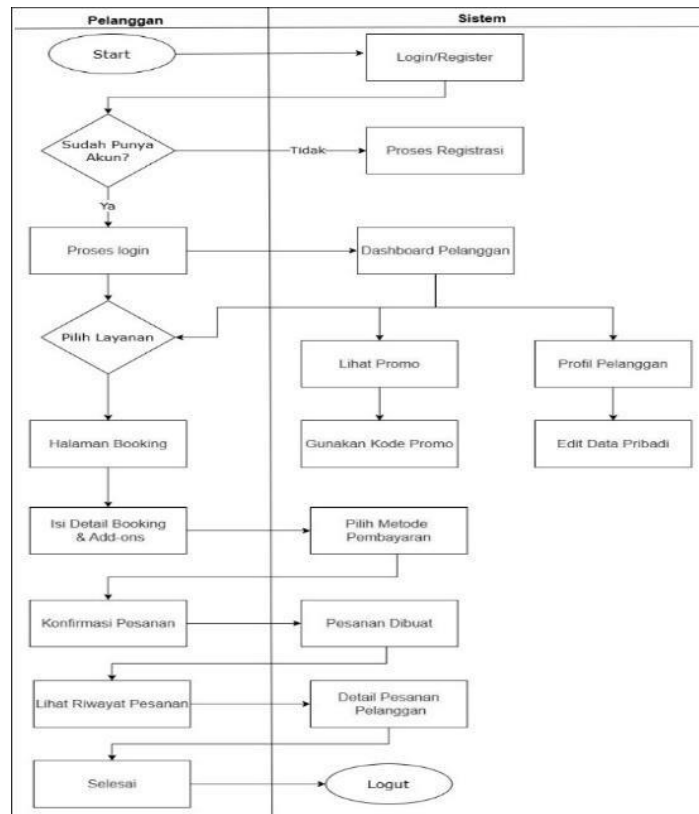 Pelanggan
Sistem
Start
Login/Register
Sudah Punya
Akun?
Tidak
Proses Registrasi
Ya
Proses login
Dashboard Pelanggan
Pilih Layanan
Lihat Promo
Profil Pelanggan
Halaman Booking
Gunakan Kode Promo
Edit Data Pribadi
Isi Detail Booking
& Add-ons
Pilih Metode
Pembayaran
Konfirmasi Pesanan
Pesanan Dibuat
Lihat Riwayat Pesanan
Detail Pesanan
Pelanggan
Selesai
Logut